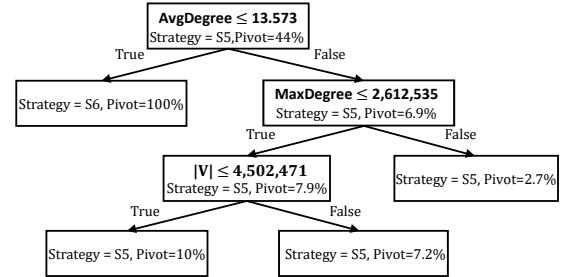 AvgDegree ≤ 13.573
Strategy = S5,Pivot=44%
True
False
Strategy = S6, Pivot=100%
MaxDegree ≤ 2,612,535
Strategy = S5, Pivot=6.9%
True
False
|V| ≤ 4,502,471
Strategy = S5, Pivot=7.9%
Strategy = S5, Pivot=2.7%
True
False
Strategy = S5, Pivot=10%
Strategy = S5, Pivot=7.2%